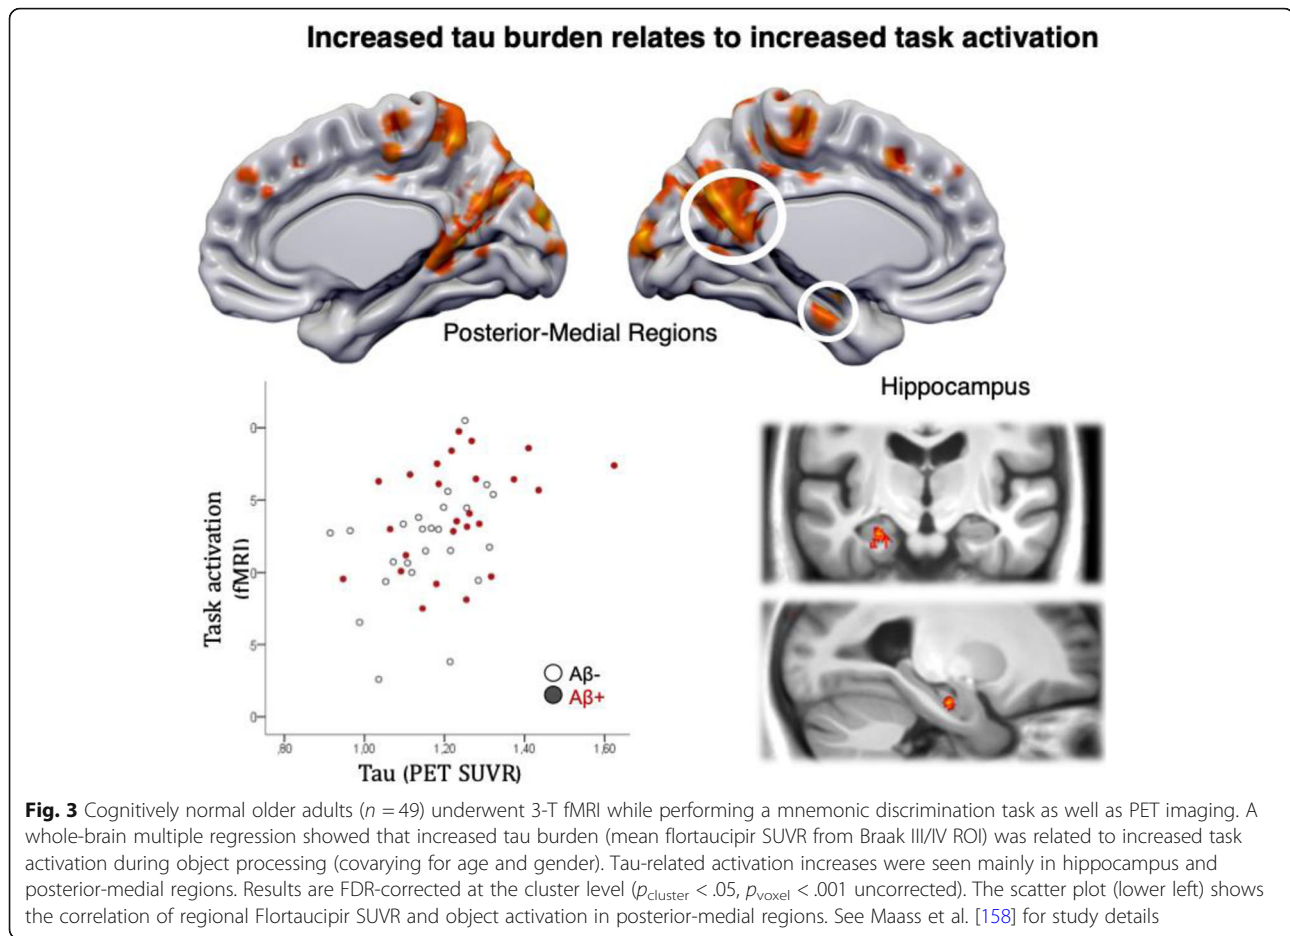 Increased tau burden relates to increased task activation
Posterior-Medial Regions
Hippocampus
Task activation
(fMRI)
0
5
0
5
0
Aβ-
Aβ+
,80
1,00
1,20
1,40
1,60
Tau (PET SUVR)
Fig. 3 Cognitively normal older adults (n = 49) underwent 3-T fMRI while performing a mnemonic discrimination task as well as PET imaging. A
whole-brain multiple regression showed that increased tau burden (mean flortaucipir SUVR from Braak III/IV ROI) was related to increased task
activation during object processing (covarying for age and gender). Tau-related activation increases were seen mainly in hippocampus and
posterior-medial regions. Results are FDR-corrected at the cluster level (pcluster < .05, pvoxel < .001 uncorrected). The scatter plot (lower left) shows
the correlation of regional Flortaucipir SUVR and object activation in posterior-medial regions. See Maass et al. [158] for study details